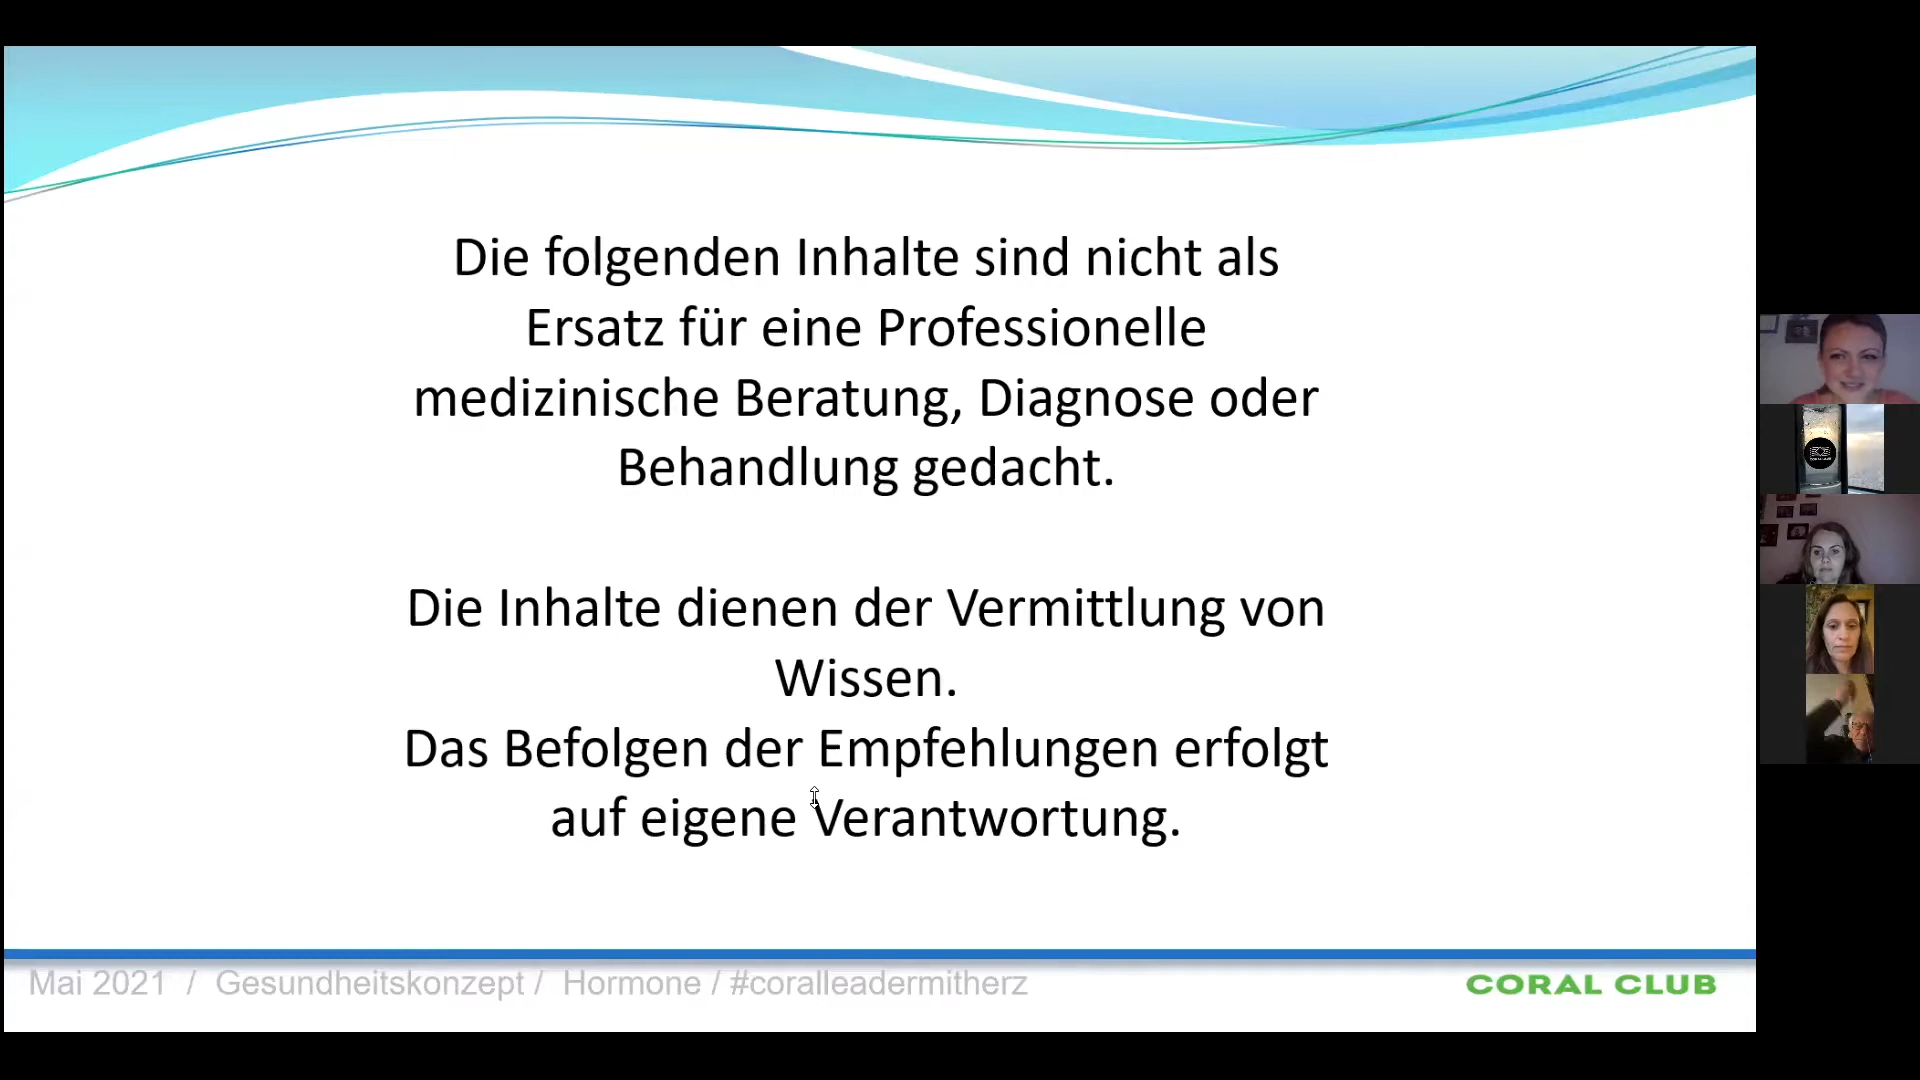 Die folgenden Inhalte sind nicht als
Ersatz für eine Professionelle
medizinische Beratung, Diagnose oder
Behandlung gedacht.
Die Inhalte dienen der Vermittlung von
Wissen.
Das Befolgen der Empfehlungen erfolgt
auf eigene Verantwortung.
Mai 2021 / Gesundheitskonzept / Hormone / #coralleadermitherz
CORAL CLUB